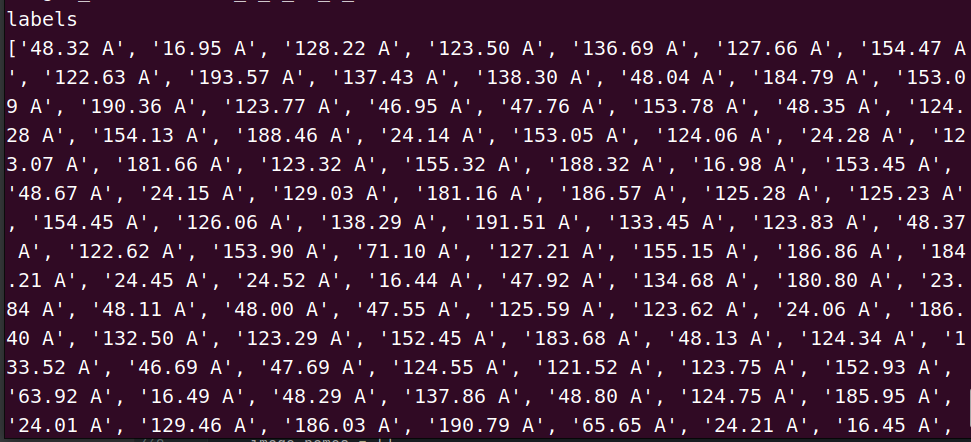 labels
['48.32 A', '16.95 A', '128.22 A', '123.50 A', '136.69 A', '127.66 A', '154.47 A
', '122.63 A', '193.57 A', '137.43 A', '138.30 A', '48.04 A', '184.79 A', '153.0
9 A', '190.36 A', '123.77 A', '46.95 A', '47.76 A', '153.78 A', '48.35 A', '124.
28 A', '154.13 A', '188.46 A', '24.14 A', '153.05 A', '124.06 A', '24.28 A', '12
3.07 A', '181.66 A', '123.32 A', '155.32 A', '188.32 A', '16.98 A', '153.45 A', 
'48.67 A', '24.15 A', '129.03 A', '181.16 A', '186.57 A', '125.28 A', '125.23 A'
, '154.45 A', '126.06 A', '138.29 A', '191.51 A', '133.45 A', '123.83 A', '48.37
 A', '122.62 A', '153.90 A', '71.10 A', '127.21 A', '155.15 A', '186.86 A', '184
.21 A', '24.45 A', '24.52 A', '16.44 A', '47.92 A', '134.68 A', '180.80 A', '23.
84 A', '48.11 A', '48.00 A', '47.55 A', '125.59 A', '123.62 A', '24.06 A', '186.
40 A', '132.50 A', '123.29 A', '152.45 A', '183.68 A', '48.13 A', '124.34 A', '1
33.52 A', '46.69 A', '47.69 A', '124.55 A', '121.52 A', '123.75 A', '152.93 A', 
'63.92 A', '16.49 A', '48.29 A', '137.86 A', '48.80 A', '124.75 A', '185.95 A', 
'24.01 A', '129.46 A', '186.03 A', '190.79 A', '65.65 A', '24.21 A', '16.45 A',